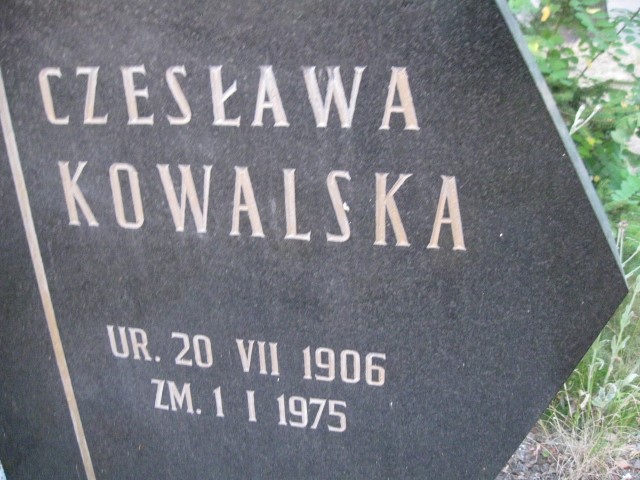 CZESŁAWA
KOWALSKA
UR. 20 VII 1906
ZM. 1 I 1975